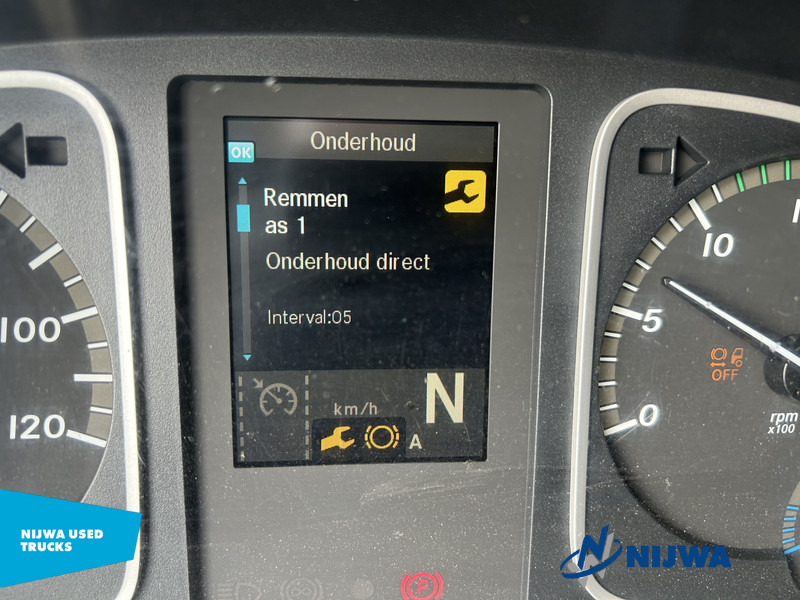 OK
Onderhoud
Remmen
as 1
Onderhoud direct
Interval:05
km/h
N
A
100
120
10
5
0
OFF
rpm
x100
P
NIJWA USED
TRUCKS
NIJWA